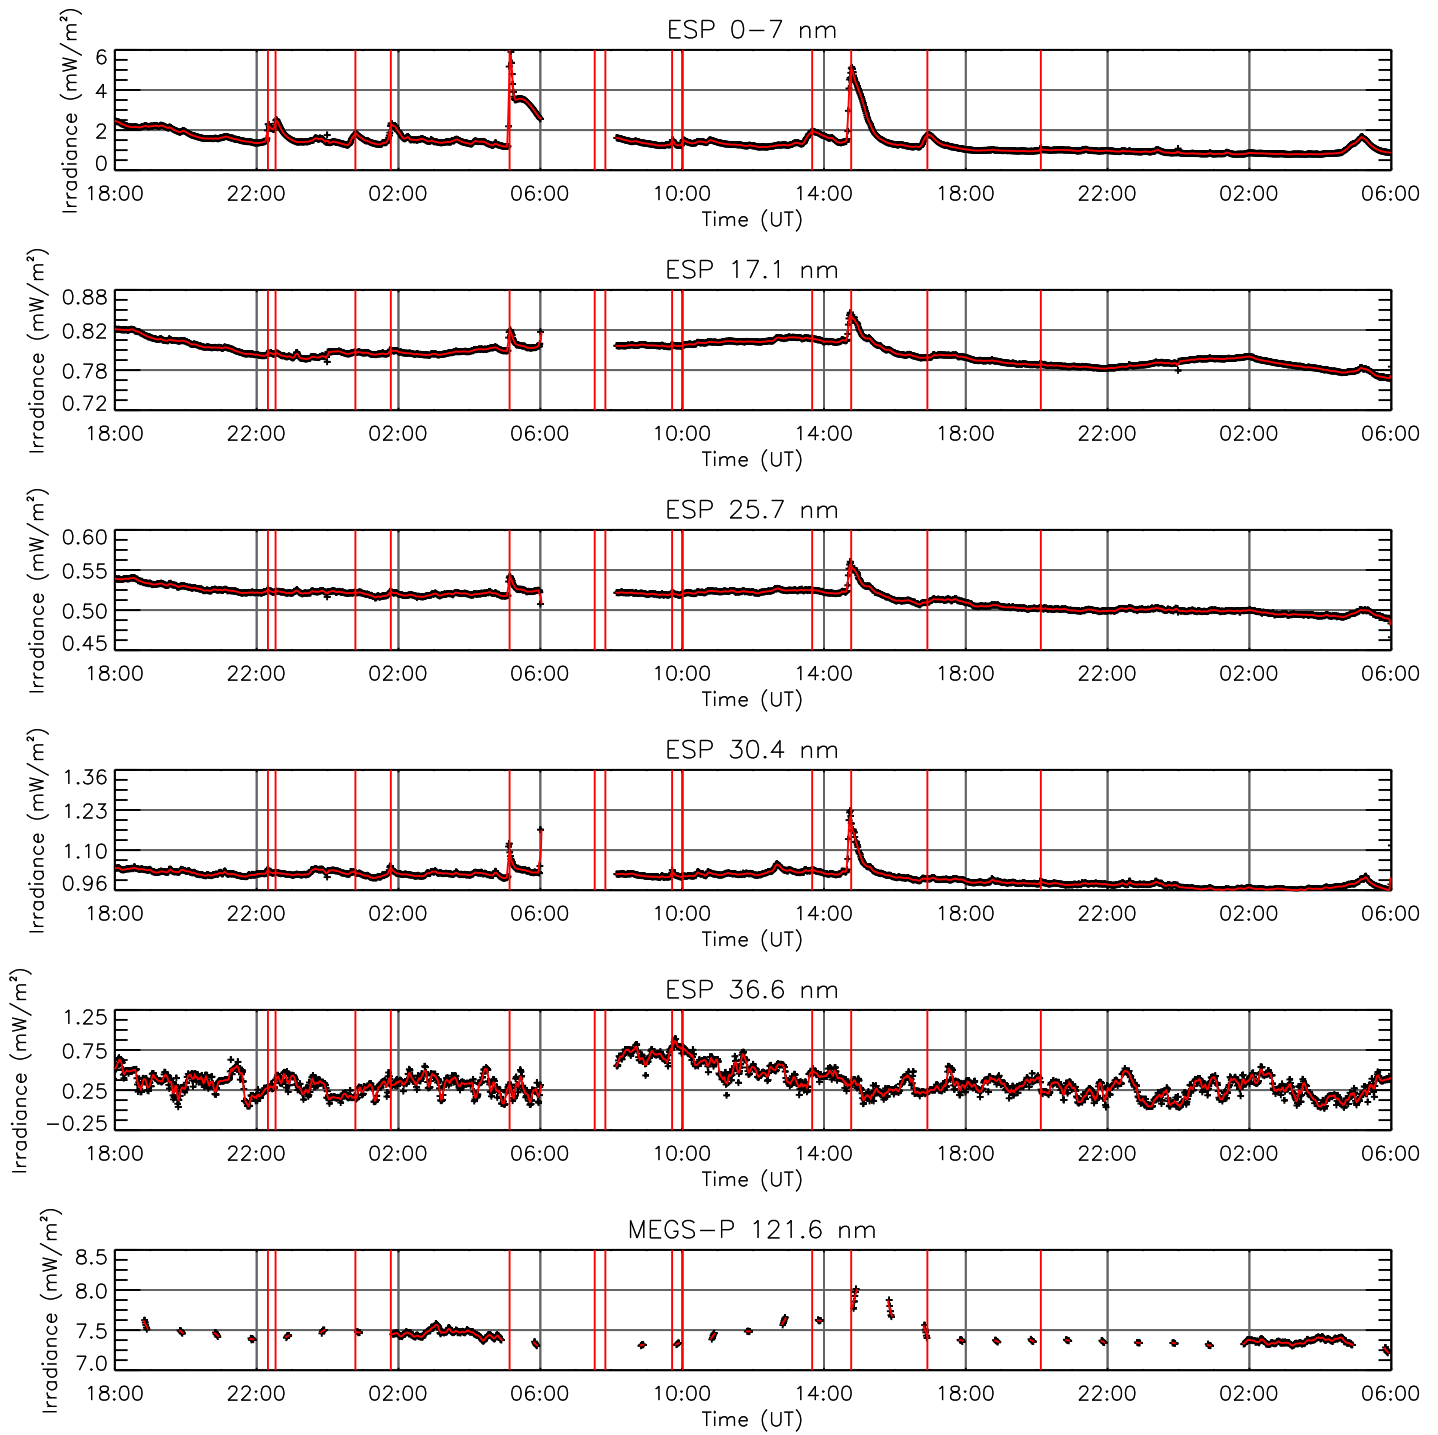 ESP 0−7 nm
Irradiance (mW/m²)
6
4
2
0
18:00 22:00 02:00 06:00 10:00 14:00 18:00 22:00 02:00 06:00
Time (UT)
ESP 17.1 nm
Irradiance (mW/m²)
0.88
0.82
0.78
0.72
18:00 22:00 02:00 06:00 10:00 14:00 18:00 22:00 02:00 06:00
Time (UT)
ESP 25.7 nm
Irradiance (mW/m²)
0.60
0.55
0.50
0.45
18:00 22:00 02:00 06:00 10:00 14:00 18:00 22:00 02:00 06:00
Time (UT)
ESP 30.4 nm
Irradiance (mW/m²)
1.36
1.23
1.10
0.96
18:00 22:00 02:00 06:00 10:00 14:00 18:00 22:00 02:00 06:00
Time (UT)
ESP 36.6 nm
Irradiance (mW/m²)
1.25
0.75
0.25
−0.25
18:00 22:00 02:00 06:00 10:00 14:00 18:00 22:00 02:00 06:00
Time (UT)
MEGS−P 121.6 nm
Irradiance (mW/m²)
8.5
8.0
7.5
7.0
18:00 22:00 02:00 06:00 10:00 14:00 18:00 22:00 02:00 06:00
Time (UT)